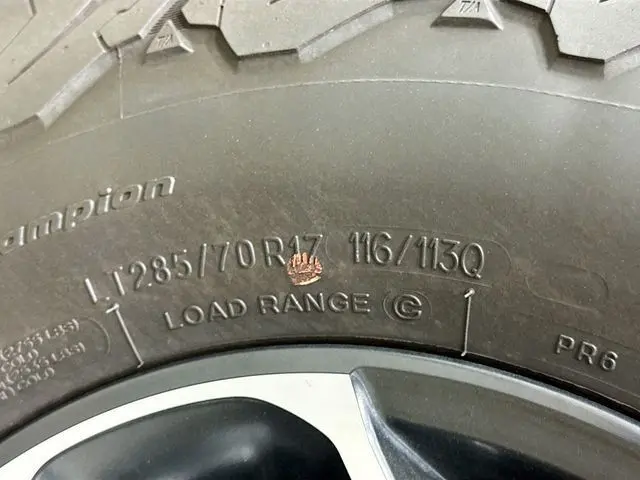 T/A T/A
ampion
LT285/70R17 116/113Q
LOAD RANGE C
PR6